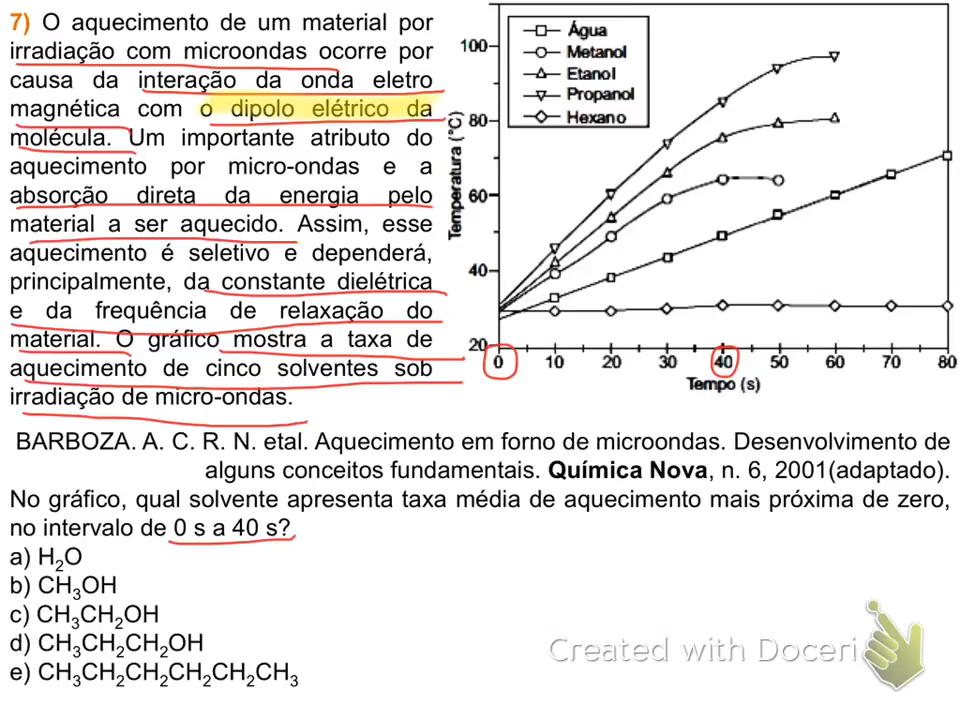 7) O aquecimento de um material por
irradiação com microondas ocorre por
causa da interação da onda eletro
magnética com o dipolo elétrico da
molécula. Um importante atributo do
aquecimento por micro-ondas e a
absorção direta da energia pelo
material a ser aquecido. Assim, esse
aquecimento é seletivo e dependerá,
principalmente, da constante dielétrica
e da frequência de relaxação do
material. O gráfico mostra a taxa de
aquecimento de cinco solventes sob
irradiação de micro-ondas.
Água
Metanol
Etanol
Propanol
Hexano
Temperatura (°C)
100
80
60
40
20
0 10 20 30 40 50 60 70 80
Tempo (s)
BARBOZA. A. C. R. N. etal. Aquecimento em forno de microondas. Desenvolvimento de
alguns conceitos fundamentais. Química Nova, n. 6, 2001(adaptado).
No gráfico, qual solvente apresenta taxa média de aquecimento mais próxima de zero,
no intervalo de 0 s a 40 s?
a) H₂O
b) CH₃OH
c) CH₃CH₂OH
d) CH₃CH₂CH₂OH
e) CH₃CH₂CH₂CH₂CH₂CH₃
Created with Doceri